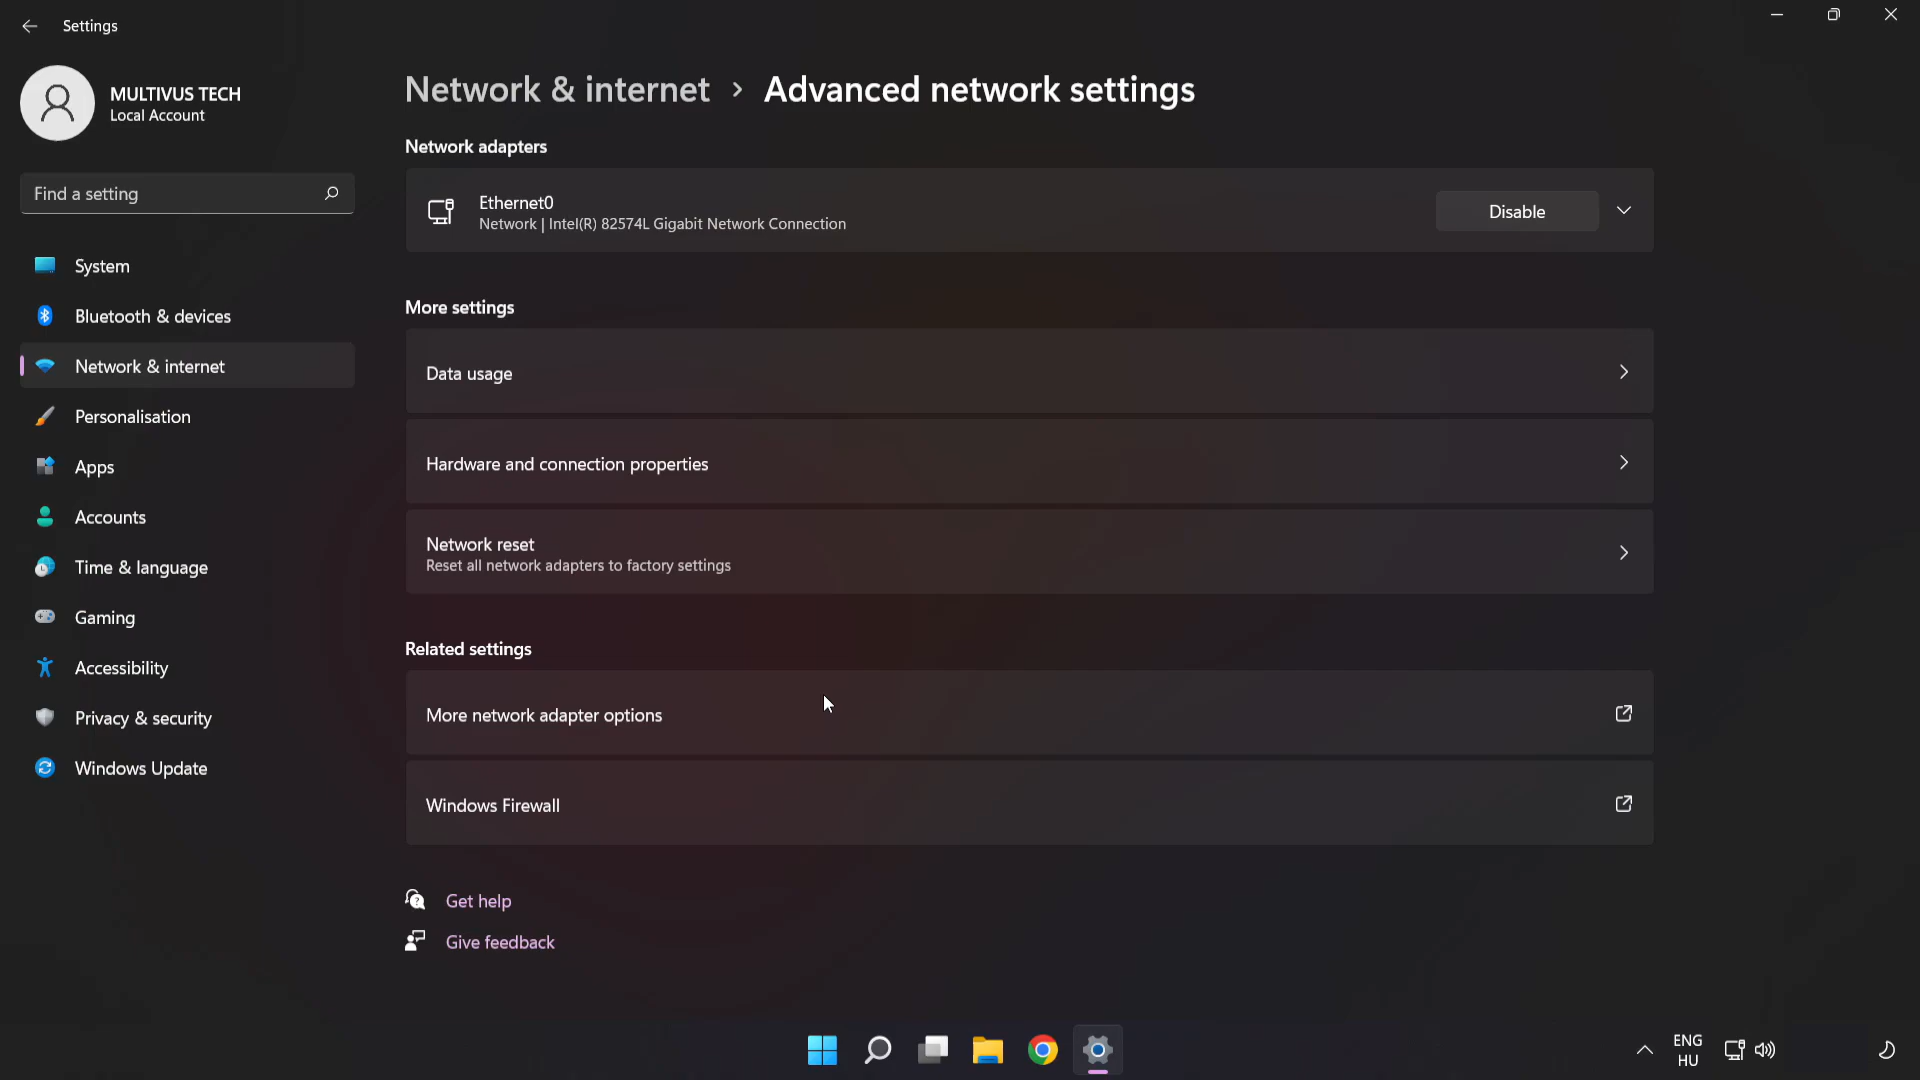 Settings
MULTIVUS TECH
Local Account
Find a setting
System
Bluetooth & devices
Network & internet
Personalisation
Apps
Accounts
Time & language
Gaming
Accessibility
Privacy & security
Windows Update
Network & internet › Advanced network settings
Network adapters
Ethernet0
Network | Intel(R) 82574L Gigabit Network Connection
Disable
More settings
Data usage
Hardware and connection properties
Network reset
Reset all network adapters to factory settings
Related settings
More network adapter options
Windows Firewall
Get help
Give feedback
ENG
HU